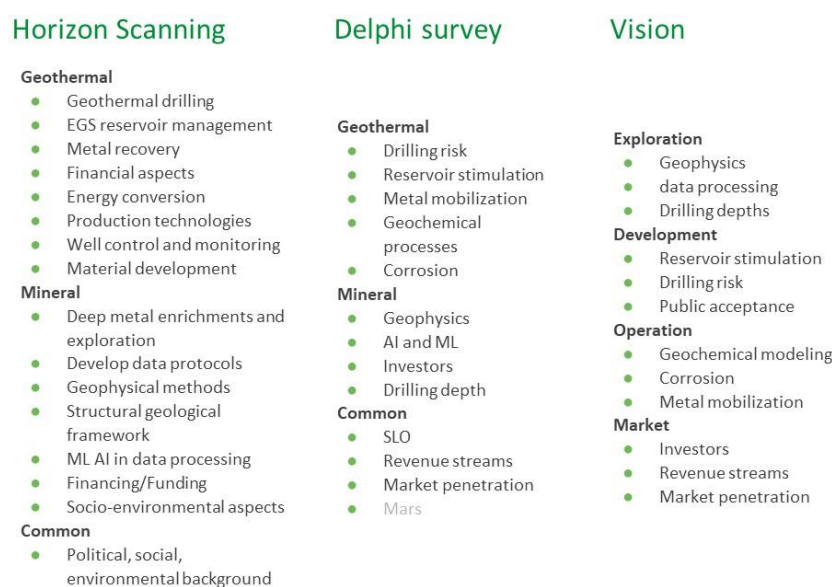 Horizon Scanning
Geothermal
Geothermal drilling
EGS reservoir management
Metal recovery
Financial aspects
Energy conversion
Production technologies
Well control and monitoring
Material development
Mineral
Deep metal enrichments and
exploration
Develop data protocols
Geophysical methods
Structural geological
framework
ML AI in data processing
Financing/Funding
Socio-environmental aspects
Common
Political, social,
environmental background
Delphi survey
Geothermal
Drilling risk
Reservoir stimulation
Metal mobilization
Geochemical
processes
Corrosion
Mineral
Geophysics
AI and ML
Investors
Drilling depth
Common
SLO
Revenue streams
Market penetration
Mars
Vision
Exploration
Geophysics
data processing
Drilling depths
Development
Reservoir stimulation
Drilling risk
Public acceptance
Operation
Geochemical modeling
Corrosion
Metal mobilization
Market
Investors
Revenue streams
Market penetration